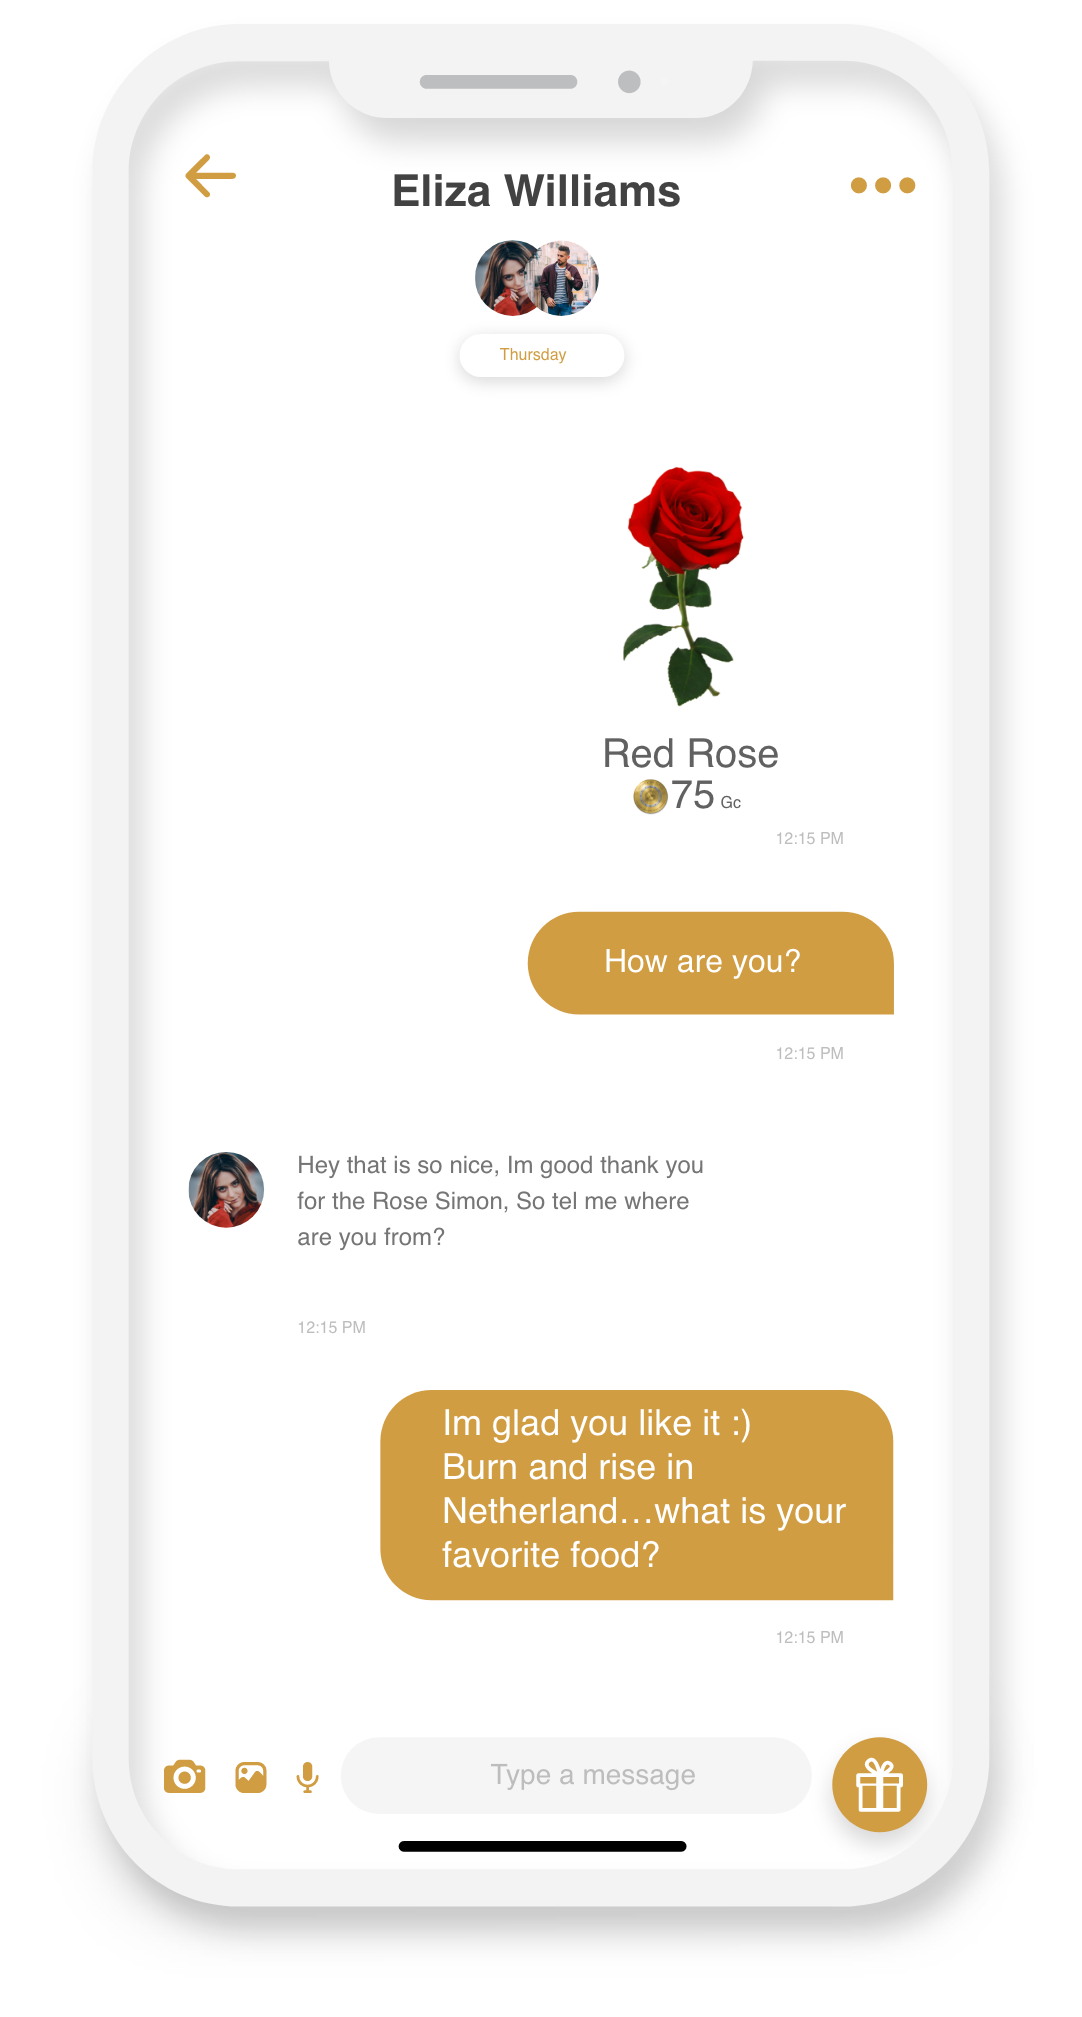 Eliza Williams
Thursday
Red Rose
75 Gc
12:15 PM
How are you?
12:15 PM
Hey that is so nice, Im good thank you
for the Rose Simon, So tel me where
are you from?
12:15 PM
Im glad you like it :)
Burn and rise in
Netherland...what is your
favorite food?
12:15 PM
Type a message